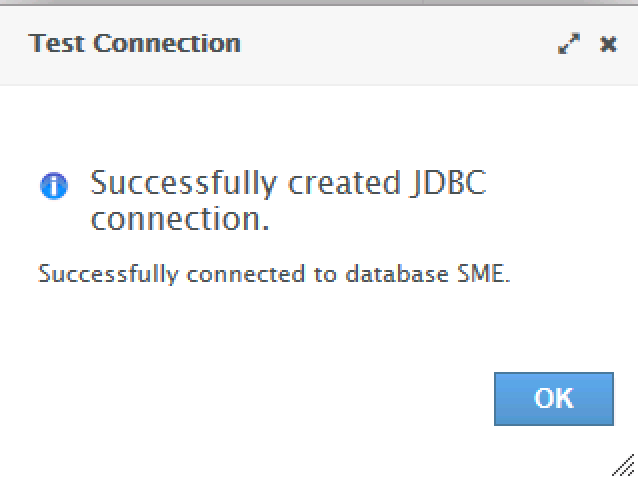 Test Connection
Successfully created JDBC
connection.
Successfully connected to database SME.
OK